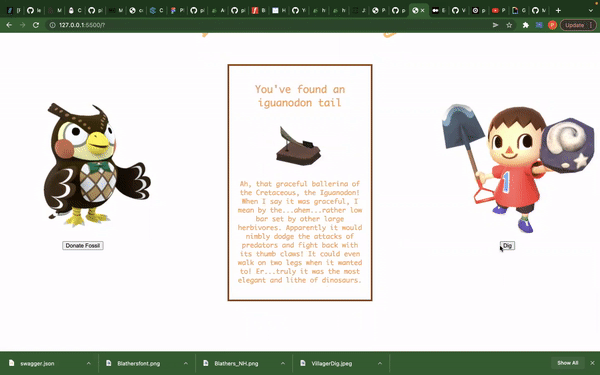 127.0.0.1:5500/?
Update
You've found an
iguanodon tail
Ah, that graceful ballerina of
the Cretaceous, the Iguanodon!
When I say it was graceful, I
mean by the...ahem...rather low
bar set by other large
herbivores. Apparently it would
nimbly dodge the attacks of
predators and fight back with
its thumb claws! It could even
walk on two legs when it wanted
to! Er...truly it was the most
elegant and lithe of dinosaurs.
Donate Fossil
1
Dig
swagger.json
Blathersfont.png
Blathers_NH.png
VillagerDig.jpeg
Show All